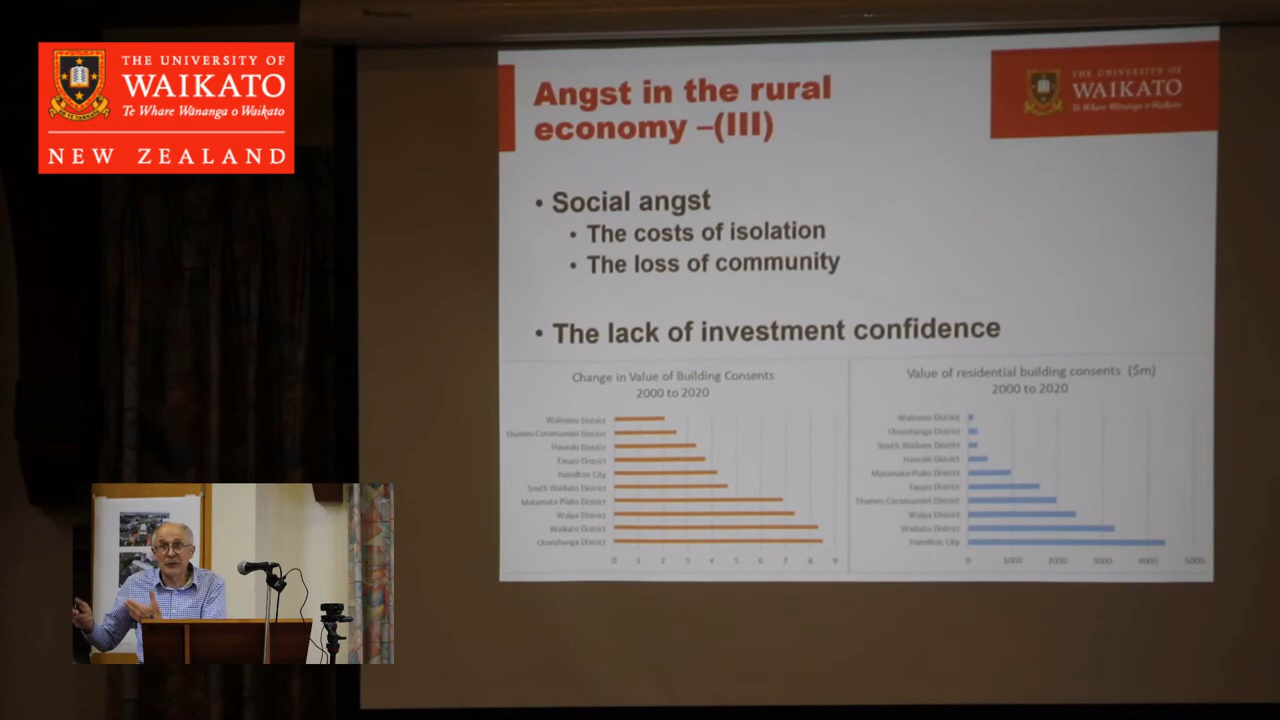 THE UNIVERSITY OF
WAIKATO
Te Whare Wānanga o Waikato
NEW ZEALAND
THE UNIVERSITY OF
WAIKATO
Te Whare Wānanga o Waikato
Angst in the rural
economy –(III)
• Social angst
• The costs of isolation
• The loss of community
• The lack of investment confidence
Change in Value of Building Consents
2000 to 2020
Waitomo District
Thames-Coromandel District
Hauraki District
Taupo District
Hamilton City
South Waikato District
Matamata-Piako District
Waipa District
Waikato District
Otorohanga District
0 1 2 3 4 5 6 7 8 9
Value of residential building consents ($m)
2000 to 2020
Waitomo District
Otorohanga District
South Waikato District
Hauraki District
Matamata-Piako District
Taupo District
Thames-Coromandel District
Waipa District
Waikato District
Hamilton City
0 1000 2000 3000 4000 5000